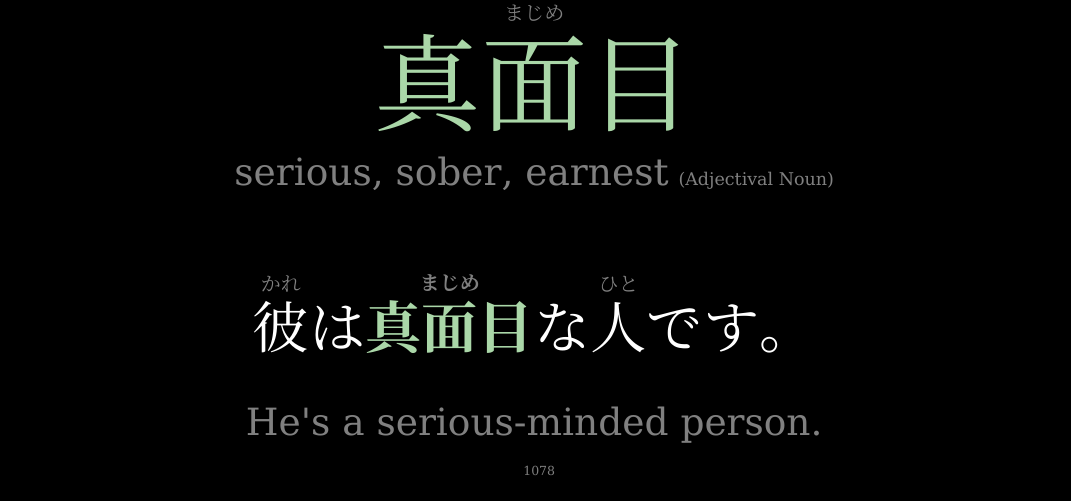 まじめ
真面目
serious, sober, earnest (Adjectival Noun)
かれ まじめ ひと
彼は真面目な人です。
He's a serious-minded person.
1078